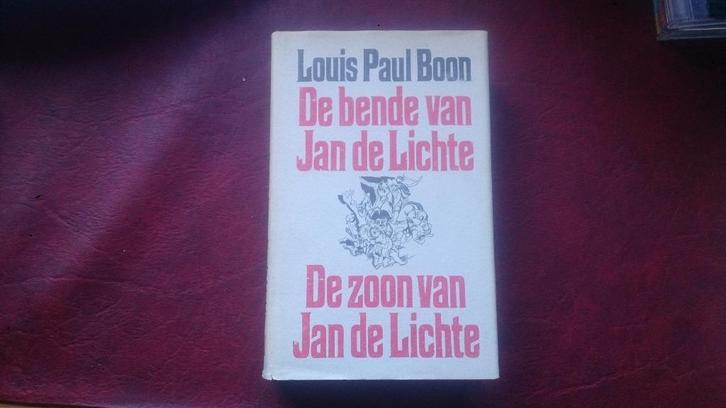 Louis Paul Boon
De bende van
Jan de Lichte
De zoon van
Jan de Lichte